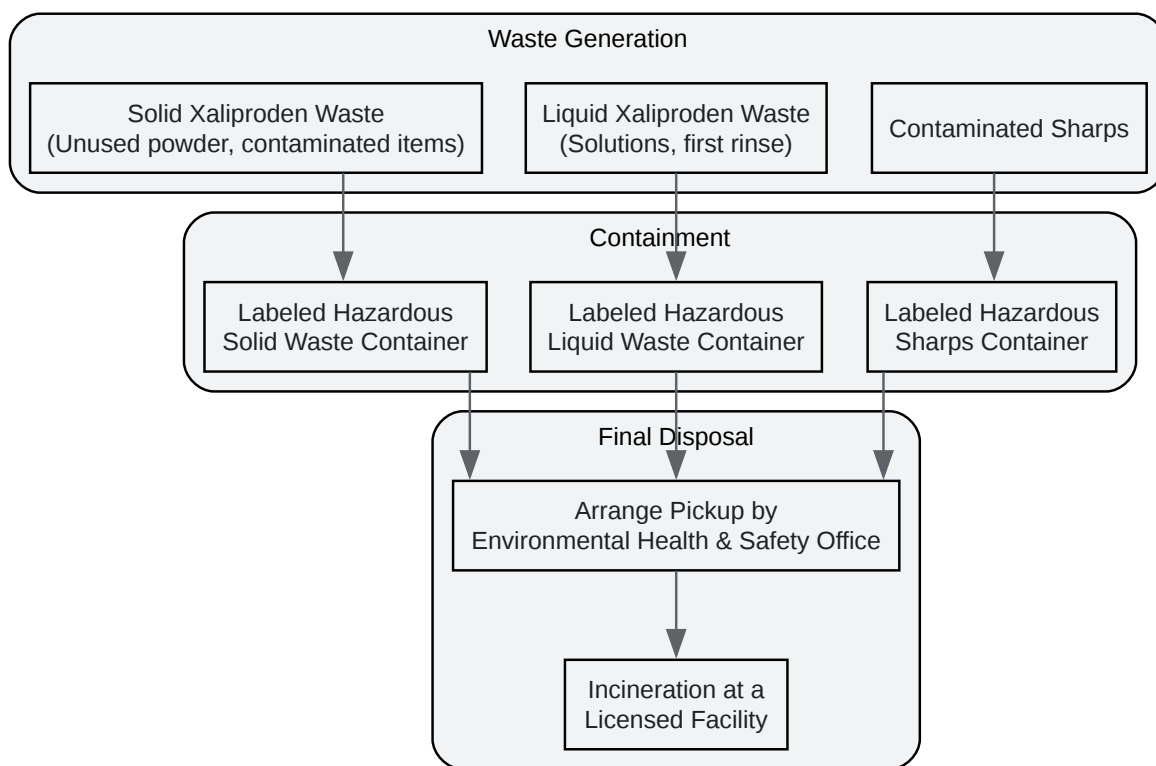 Waste Generation
Solid Xaliproden Waste
(Unused powder, contaminated items)
Liquid Xaliproden Waste
(Solutions, first rinse)
Contaminated Sharps
Containment
Labeled Hazardous
Solid Waste Container
Labeled Hazardous
Liquid Waste Container
Labeled Hazardous
Sharps Container
Final Disposal
Arrange Pickup by
Environmental Health & Safety Office
Incineration at a
Licensed Facility